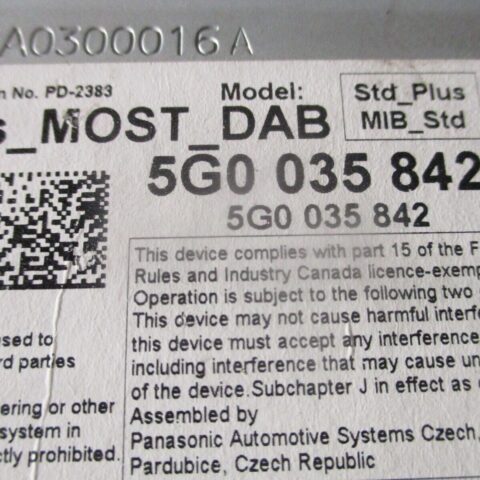 A0300016A
n No. PD-2383
Model:
Std_Plus
MIB_Std
s_MOST_DAB
5G0 035 842
5G0 035 842
This device complies with part 15 of the F
Rules and Industry Canada licence-exemp
Operation is subject to the following two
This device may not cause harmful interf
this device must accept any interference
including interference that may cause un
of the device.Subchapter J in effect as
Assembled by
Panasonic Automotive Systems Czech,
Pardubice, Czech Republic
used to
rd parties
ering or other
system in
ctly prohibited.